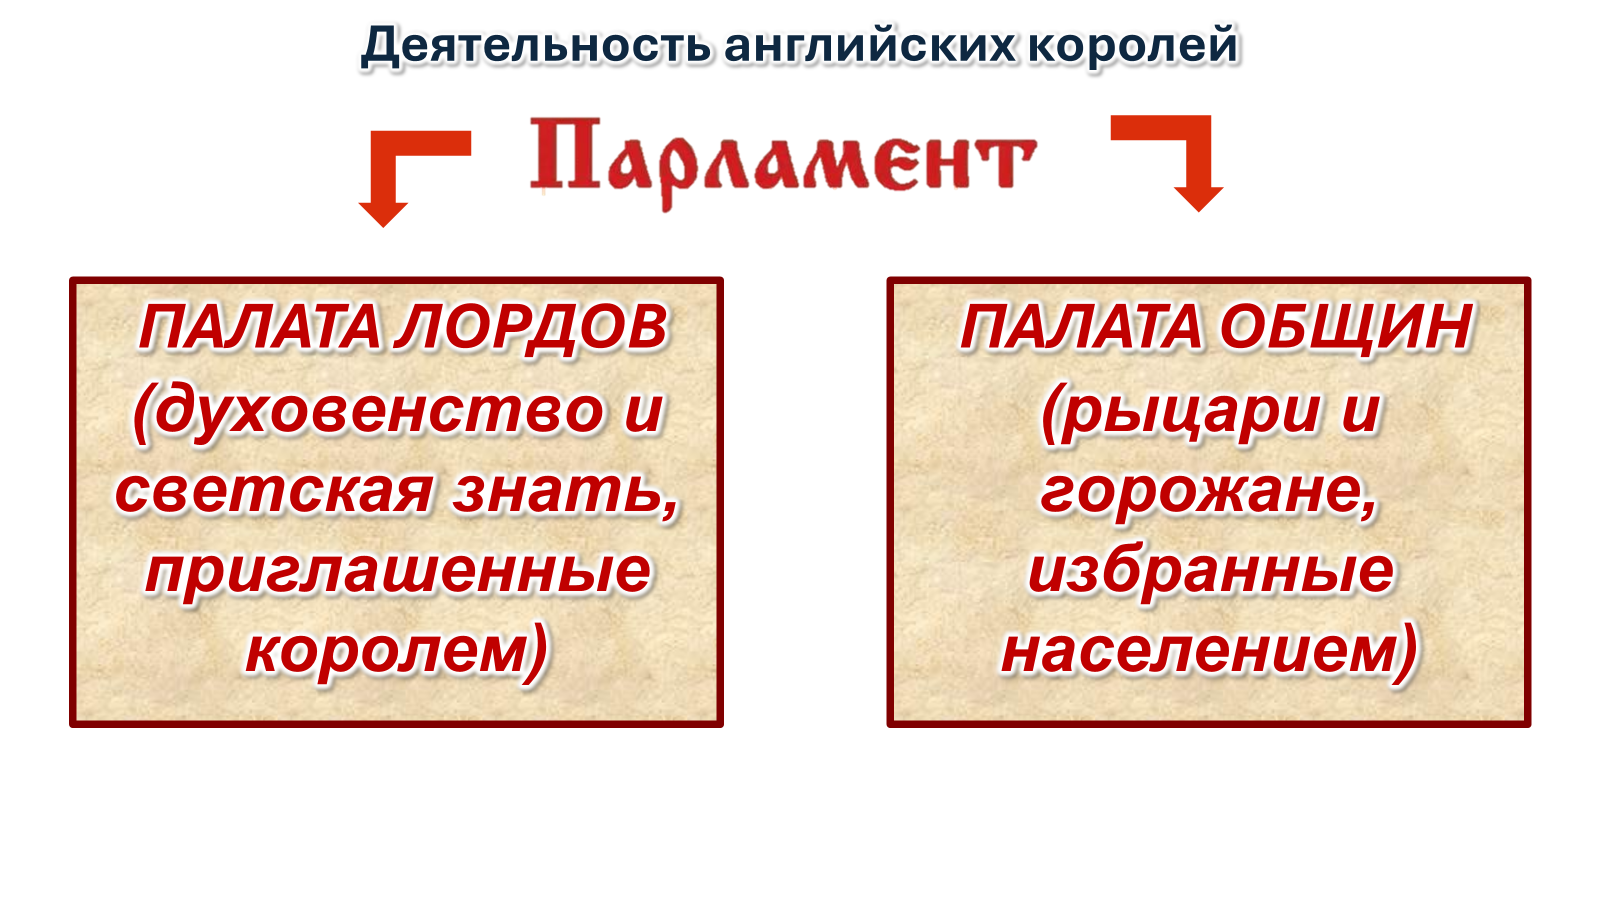 Деятельность английских королей
Парламент
ПАЛАТА ЛОРДОВ
(духовенство и
светская знать,
приглашенные
королем)
ПАЛАТА ОБЩИН
(рыцари и
горожане,
избранные
населением)